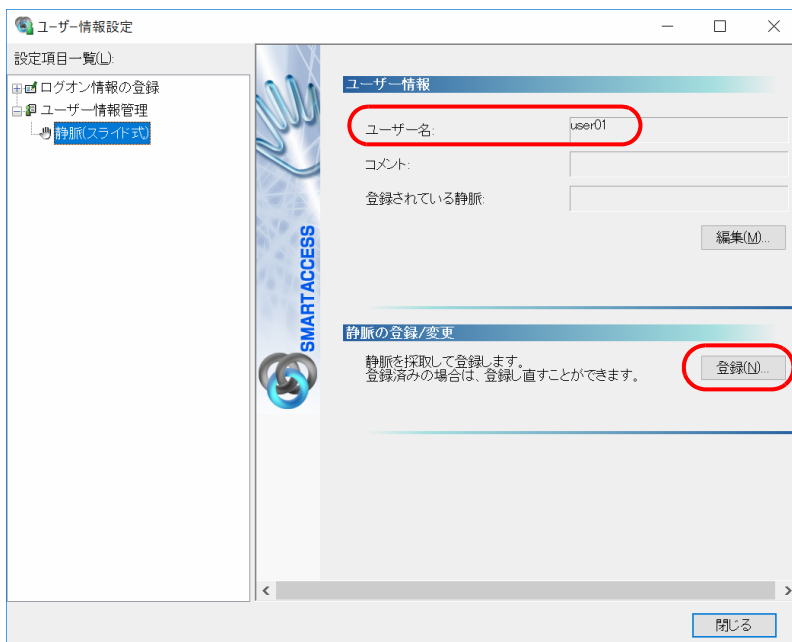 ユーザー情報設定
設定項目一覧(L):
ログオン情報の登録
ユーザー情報管理
静脈(スライド式)
SMARTACCESS
ユーザー情報
ユーザー名: user01
コメント:
登録されている静脈:
編集(M)...
静脈の登録/変更
静脈を採取して登録します。
登録済みの場合は、登録し直すことができます。
登録(N)...
閉じる